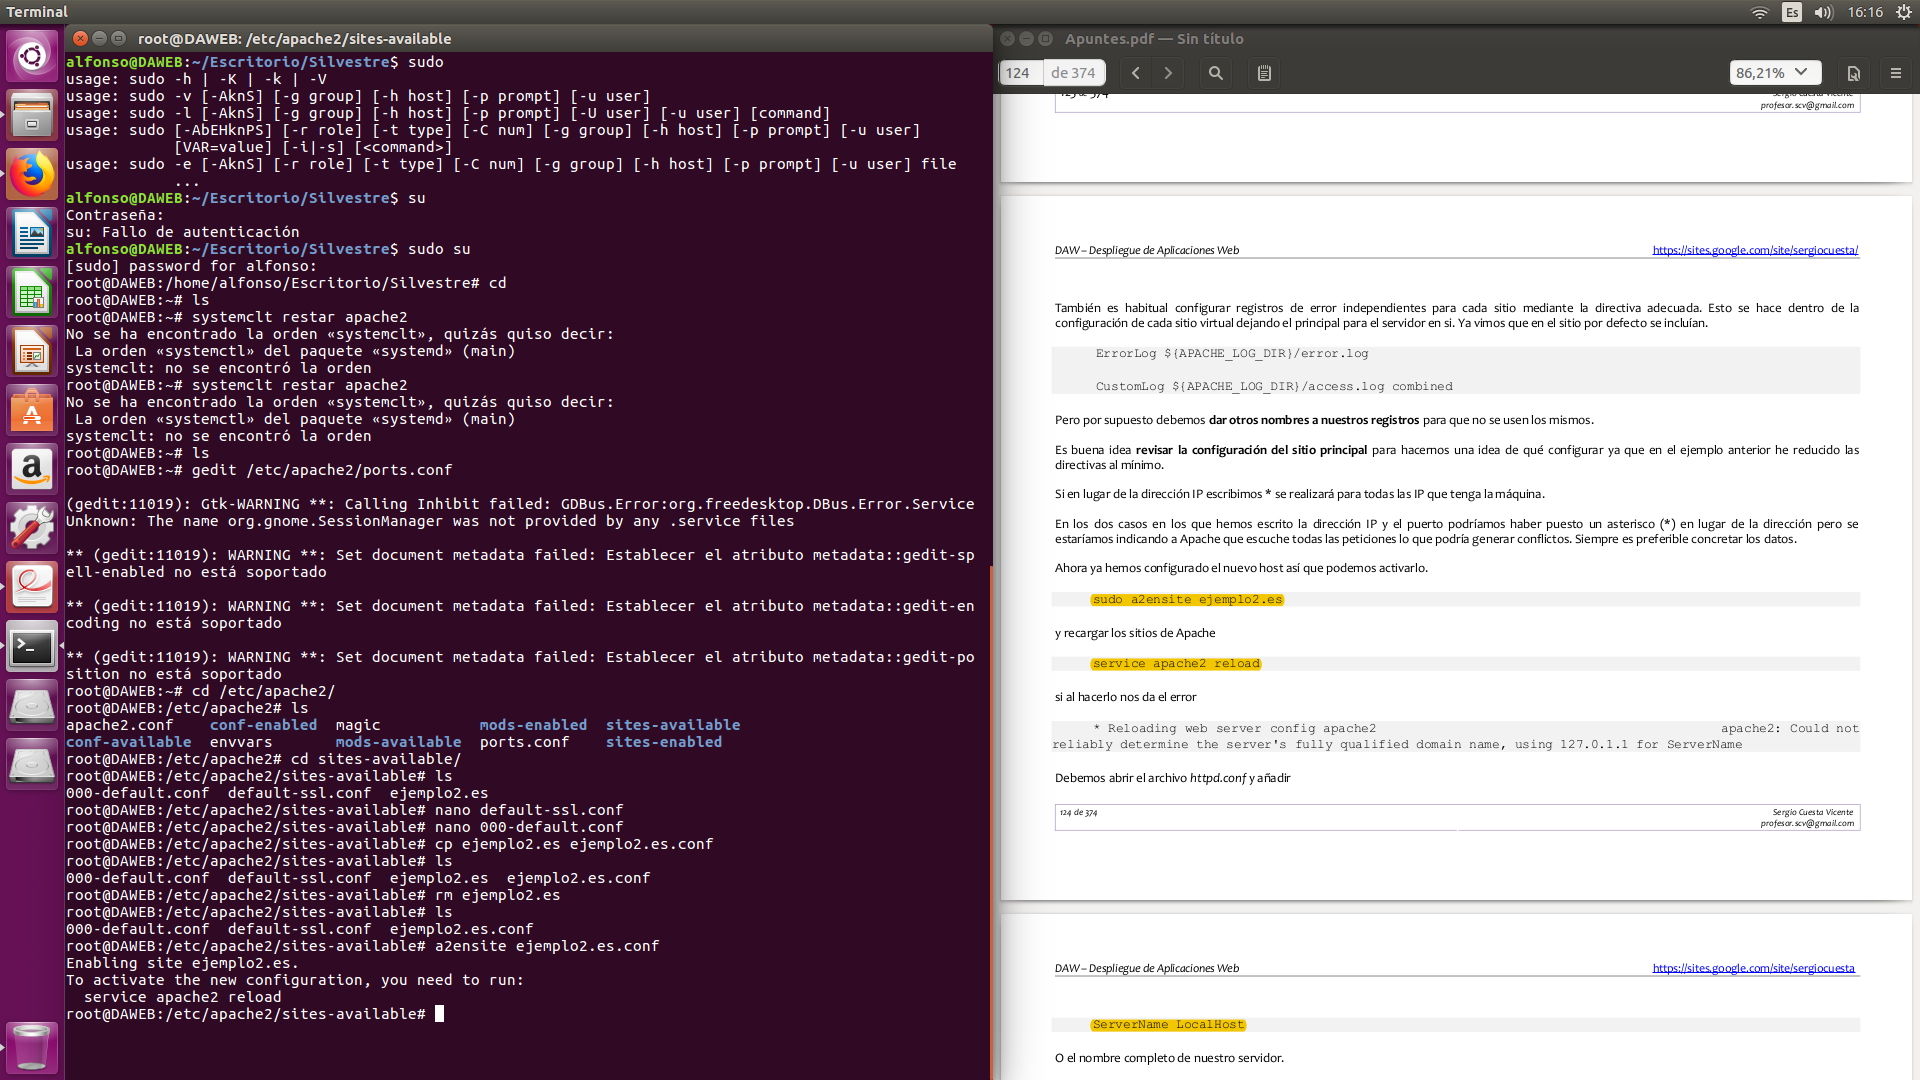 Terminal
Es
16:16
root@DAWEB: /etc/apache2/sites-available
alfonso@DAWEB:~/Escritorio/Silvestre$ sudo
usage: sudo -h | -K | -k | -V
usage: sudo -v [-AknS] [-g group] [-h host] [-p prompt] [-u user]
usage: sudo -l [-AknS] [-g group] [-h host] [-p prompt] [-U user] [-u user] [command]
usage: sudo [-AbEHknPS] [-r role] [-t type] [-C num] [-g group] [-h host] [-p prompt] [-u user]
[VAR=value] [-i|-s] [<command>]
usage: sudo -e [-AknS] [-r role] [-t type] [-C num] [-g group] [-h host] [-p prompt] [-u user] file
...
alfonso@DAWEB:~/Escritorio/Silvestre$ su
Contraseña:
su: Fallo de autenticación
alfonso@DAWEB:~/Escritorio/Silvestre$ sudo su
[sudo] password for alfonso:
root@DAWEB:/home/alfonso/Escritorio/Silvestre# cd
root@DAWEB:~# ls
root@DAWEB:~# systemclt restar apache2
No se ha encontrado la orden «systemclt», quizás quiso decir:
La orden «systemctl» del paquete «systemd» (main)
systemclt: no se encontró la orden
root@DAWEB:~# systemclt restar apache2
No se ha encontrado la orden «systemclt», quizás quiso decir:
La orden «systemctl» del paquete «systemd» (main)
systemclt: no se encontró la orden
root@DAWEB:~# ls
root@DAWEB:~# gedit /etc/apache2/ports.conf
(gedit:11019): Gtk-WARNING **: Calling Inhibit failed: GDBus.Error:org.freedesktop.DBus.Error.Service
Unknown: The name org.gnome.SessionManager was not provided by any .service files
** (gedit:11019): WARNING **: Set document metadata failed: Establecer el atributo metadata::gedit-sp
ell-enabled no está soportado
** (gedit:11019): WARNING **: Set document metadata failed: Establecer el atributo metadata::gedit-en
coding no está soportado
** (gedit:11019): WARNING **: Set document metadata failed: Establecer el atributo metadata::gedit-po
sition no está soportado
root@DAWEB:~# cd /etc/apache2/
root@DAWEB:/etc/apache2# ls
apache2.conf conf-enabled magic mods-enabled sites-available
conf-available envvars mods-available ports.conf sites-enabled
root@DAWEB:/etc/apache2# cd sites-available/
root@DAWEB:/etc/apache2/sites-available# ls
000-default.conf default-ssl.conf ejemplo2.es
root@DAWEB:/etc/apache2/sites-available# nano default-ssl.conf
root@DAWEB:/etc/apache2/sites-available# nano 000-default.conf
root@DAWEB:/etc/apache2/sites-available# cp ejemplo2.es ejemplo2.es.conf
root@DAWEB:/etc/apache2/sites-available# ls
000-default.conf default-ssl.conf ejemplo2.es ejemplo2.es.conf
root@DAWEB:/etc/apache2/sites-available# rm ejemplo2.es
root@DAWEB:/etc/apache2/sites-available# ls
000-default.conf default-ssl.conf ejemplo2.es.conf
root@DAWEB:/etc/apache2/sites-available# a2ensite ejemplo2.es.conf
Enabling site ejemplo2.es.
To activate the new configuration, you need to run:
service apache2 reload
root@DAWEB:/etc/apache2/sites-available#
Apuntes.pdf — Sin título
124 de 374
86,21%
123 de 374
Sergio Cuesta Vicente
profesor.scv@gmail.com
DAW – Despliegue de Aplicaciones Web
https://sites.google.com/site/sergiocuesta/
También es habitual configurar registros de error independientes para cada sitio mediante la directiva adecuada. Esto se hace dentro de la
configuración de cada sitio virtual dejando el principal para el servidor en si. Ya vimos que en el sitio por defecto se incluían.
ErrorLog ${APACHE_LOG_DIR}/error.log
CustomLog ${APACHE_LOG_DIR}/access.log combined
Pero por supuesto debemos dar otros nombres a nuestros registros para que no se usen los mismos.
Es buena idea revisar la configuración del sitio principal para hacernos una idea de qué configurar ya que en el ejemplo anterior he reducido las
directivas al mínimo.
Si en lugar de la dirección IP escribimos * se realizará para todas las IP que tenga la máquina.
En los dos casos en los que hemos escrito la dirección IP y el puerto podríamos haber puesto un asterisco (*) en lugar de la dirección pero se
estaríamos indicando a Apache que escuche todas las peticiones lo que podría generar conflictos. Siempre es preferible concretar los datos.
Ahora ya hemos configurado el nuevo host así que podemos activarlo.
sudo a2ensite ejemplo2.es
y recargar los sitios de Apache
service apache2 reload
si al hacerlo nos da el error
* Reloading web server config apache2 apache2: Could not
reliably determine the server's fully qualified domain name, using 127.0.1.1 for ServerName
Debemos abrir el archivo httpd.conf y añadir
124 de 374
Sergio Cuesta Vicente
profesor.scv@gmail.com
DAW – Despliegue de Aplicaciones Web
https://sites.google.com/site/sergiocuesta
ServerName LocalHost
O el nombre completo de nuestro servidor.